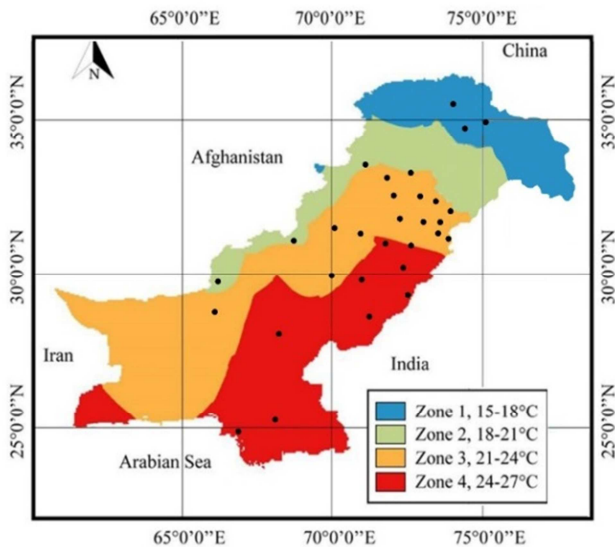 65°0'0"E 70°0'0"E 75°0'0"E
China
N
35°0'0"N 35°0'0"N
Afghanistan
30°0'0"N 30°0'0"N
Iran
India
Zone 1, 15-18°C
Zone 2, 18-21°C
Zone 3, 21-24°C
Zone 4, 24-27°C
25°0'0"N 25°0'0"N
Arabian Sea
65°0'0"E 70°0'0"E 75°0'0"E